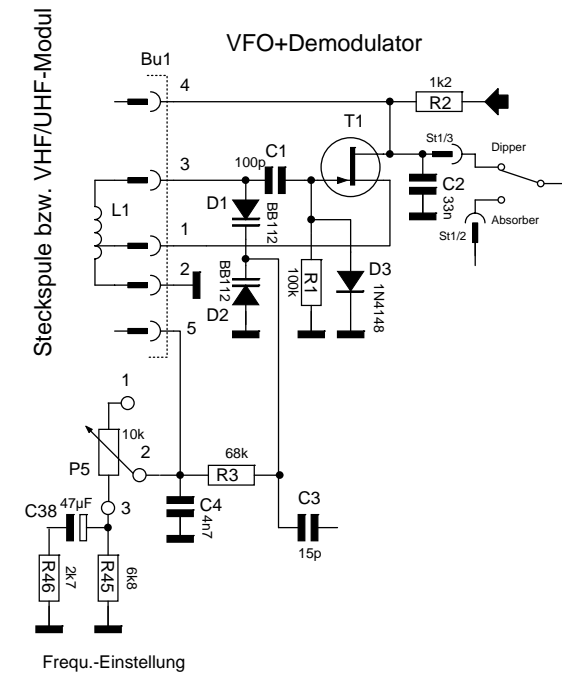 VFO+Demodulator
Steckspule bzw. VHF/UHF-Modul
Bu1
4
1k2
R2
T1
St1/3
Dipper
C1
100p
3
C2
33n
L1
D1
BB112
Absorber
St1/2
1
2
BB112
D2
R1
100k
D3
1N4148
5
1
10k
2
P5
68k
R3
C4
4n7
C3
15p
C38
47µF
3
R46
2k7
R45
6k8
Frequ.-Einstellung